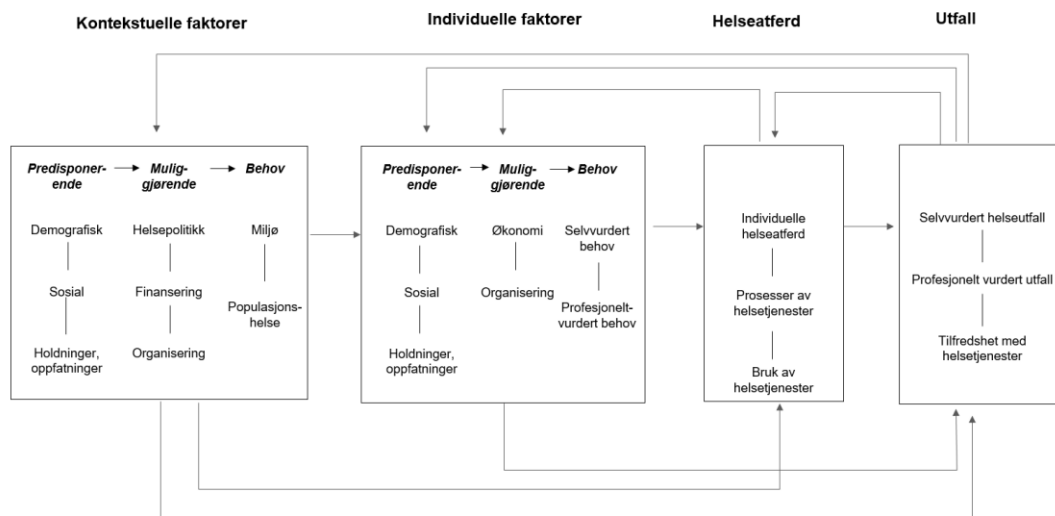 Kontekstuelle faktorer
Individuelle faktorer
Helseatferd
Utfall
Predisponer-
ende
Mulig-
gjørende
Behov
Demografisk
Sosial
Holdninger,
oppfatninger
Helsepolitikk
Finansering
Organisering
Miljø
Populasjons-
helse
Predisponer-
ende
Mulig-
gjørende
Behov
Demografisk
Sosial
Holdninger,
oppfatninger
Økonomi
Organisering
Selvvurdert
behov
Profesjonelt-
vurdert behov
Individuelle
helseatferd
Prosesser av
helsetjenester
Bruk av
helsetjenester
Selvvurdert helseutfall
Profesjonelt vurdert utfall
Tilfredshet med
helsetjenester